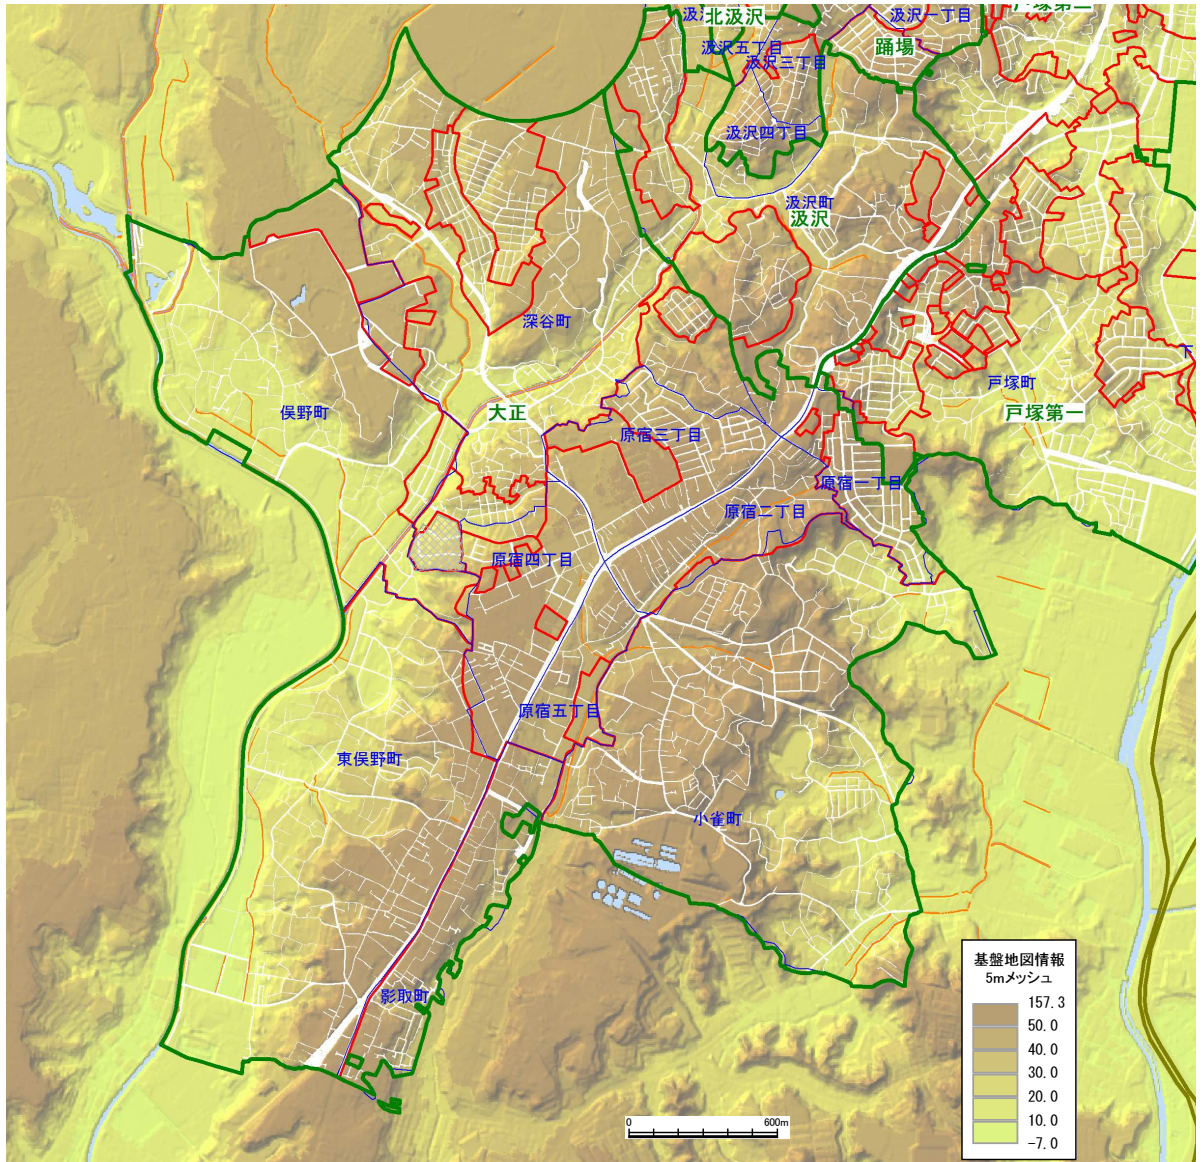 北汲沢
汲沢一丁目
戸塚第二
汲沢五丁目
踊場
汲沢三丁目
汲沢四丁目
汲沢町
汲沢
深谷町
下
戸塚町
俣野町
大正
戸塚第一
原宿三丁目
原宿一丁目
原宿二丁目
原宿四丁目
原宿五丁目
東俣野町
小雀町
影取町
基盤地図情報
5mメッシュ
157.3
50.0
40.0
30.0
20.0
10.0
-7.0
0 600m